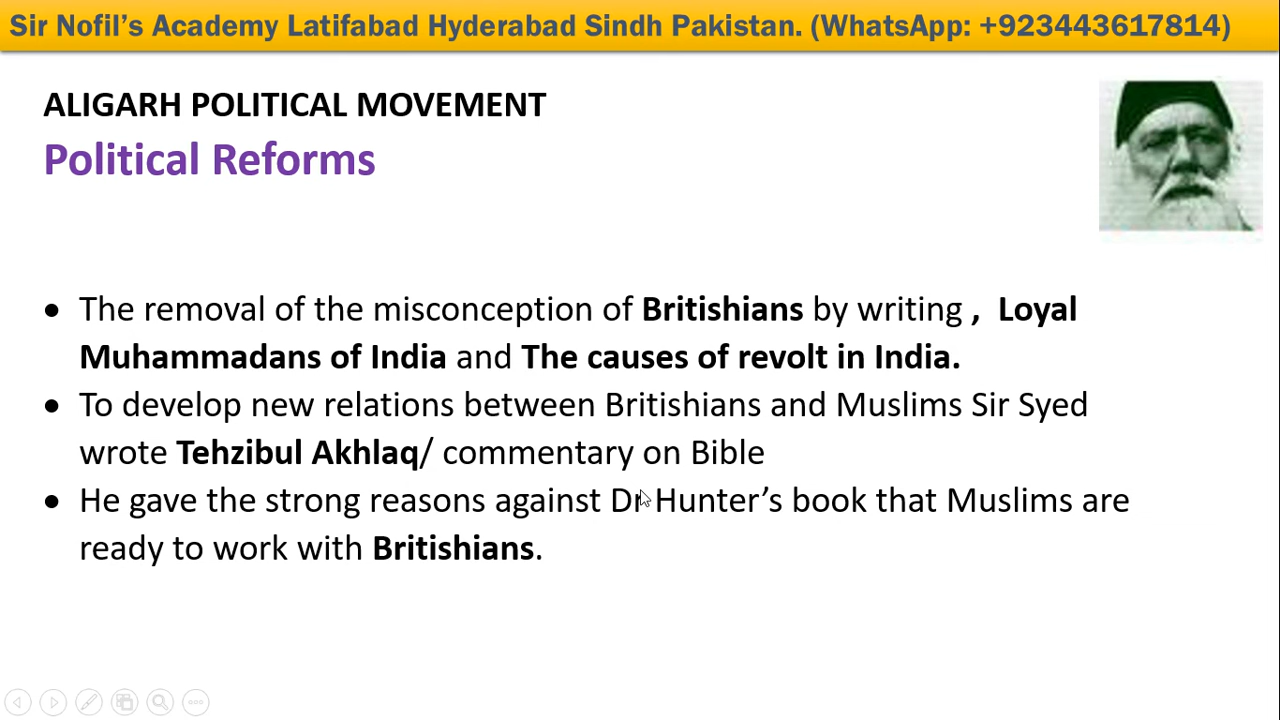 Sir Nofil’s Academy Latifabad Hyderabad Sindh Pakistan. (WhatsApp: +923443617814)
ALIGARH POLITICAL MOVEMENT
Political Reforms
• The removal of the misconception of Britishians by writing , Loyal
Muhammadans of India and The causes of revolt in India.
• To develop new relations between Britishians and Muslims Sir Syed
wrote Tehzibul Akhlaq/ commentary on Bible
• He gave the strong reasons against Dr Hunter’s book that Muslims are
ready to work with Britishians.